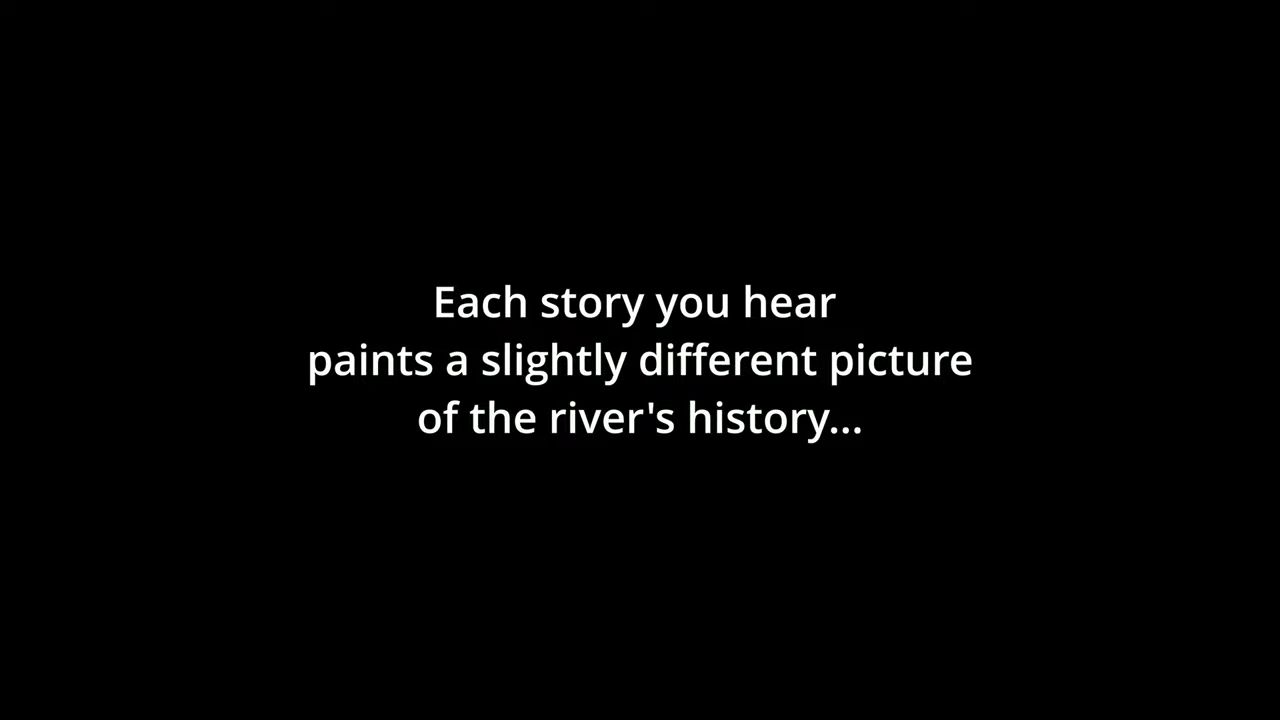 Each story you hear
paints a slightly different picture
of the river's history...